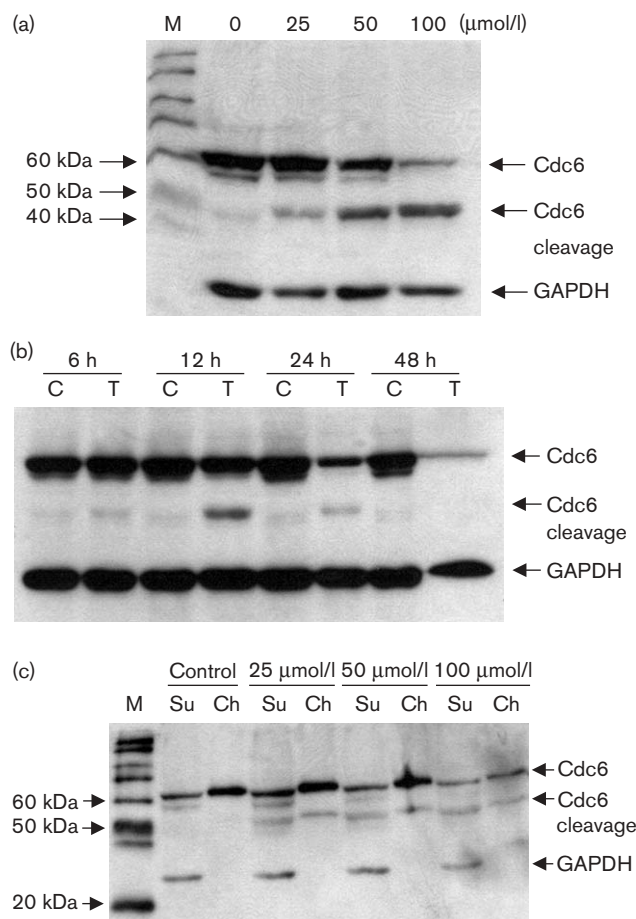 (a)
M 0 25 50 100 (μmol/l)
60 kDa
50 kDa
40 kDa
Cdc6
Cdc6
cleavage
GAPDH
(b)
6 h 12 h 24 h 48 h
C T C T C T C T
Cdc6
Cdc6
cleavage
GAPDH
(c)
Control 25 μmol/l 50 μmol/l 100 μmol/l
M Su Ch Su Ch Su Ch Su Ch
60 kDa
50 kDa
20 kDa
Cdc6
Cdc6
cleavage
GAPDH